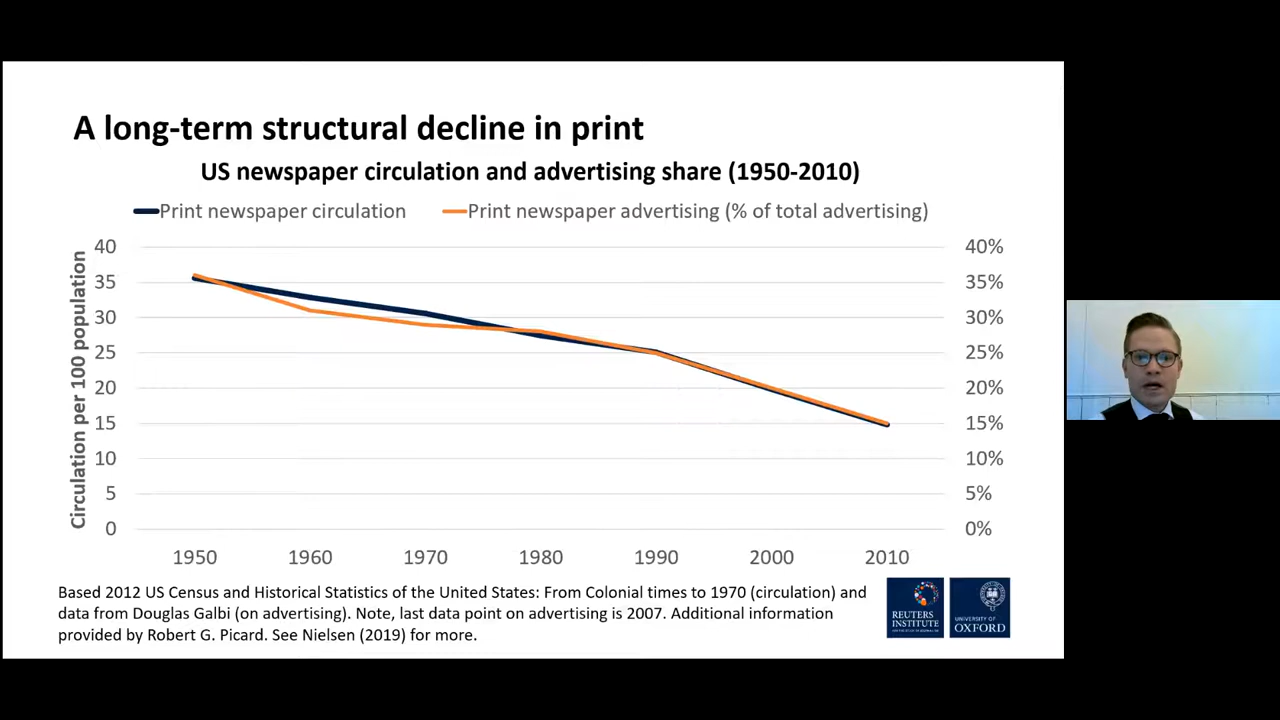 A long-term structural decline in print
US newspaper circulation and advertising share (1950-2010)
Print newspaper circulation
Print newspaper advertising (% of total advertising)
Circulation per 100 population
40
35
30
25
20
15
10
5
0
40%
35%
30%
25%
20%
15%
10%
5%
0%
1950 1960 1970 1980 1990 2000 2010
Based 2012 US Census and Historical Statistics of the United States: From Colonial times to 1970 (circulation) and
data from Douglas Galbi (on advertising). Note, last data point on advertising is 2007. Additional information
provided by Robert G. Picard. See Nielsen (2019) for more.
REUTERS
INSTITUTE
UNIVERSITY OF
OXFORD